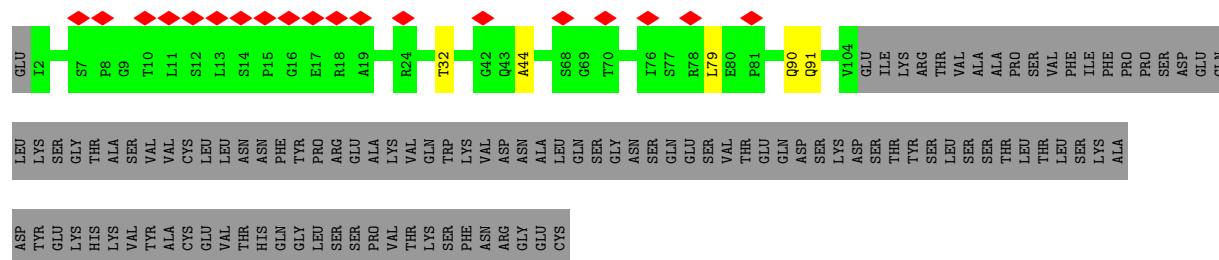 GLU I2 S7 P8 G9 T10 L11 S12 L13 S14 P15 G16 E17 R18 A19 R24 T32 G42 Q43 A44 S68 G69 T70 I76 S77 R78 L79 E80 P81 Q90 Q91 V104 GLU ILE LYS ARG THR VAL ALA ALA PRO SER VAL PHE ILE PHE PRO PRO SER ASP GLU GLN
LEU LYS SER GLY THR ALA SER VAL VAL CYS LEU LEU ASN ASN PHE TYR PRO ARG GLU ALA LYS VAL GLN TRP LYS VAL ASP ASN ALA LEU GLN SER GLY ASN SER GLN GLU SER VAL THR GLU GLN ASP SER LYS ASP SER THR TYR SER LEU SER SER THR LEU THR LEU SER LYS ALA
ASP TYR GLU LYS HIS LYS VAL TYR ALA CYS GLU VAL THR HIS GLN GLY LEU SER SER PRO VAL THR LYS SER PHE ASN ARG GLY GLU CYS